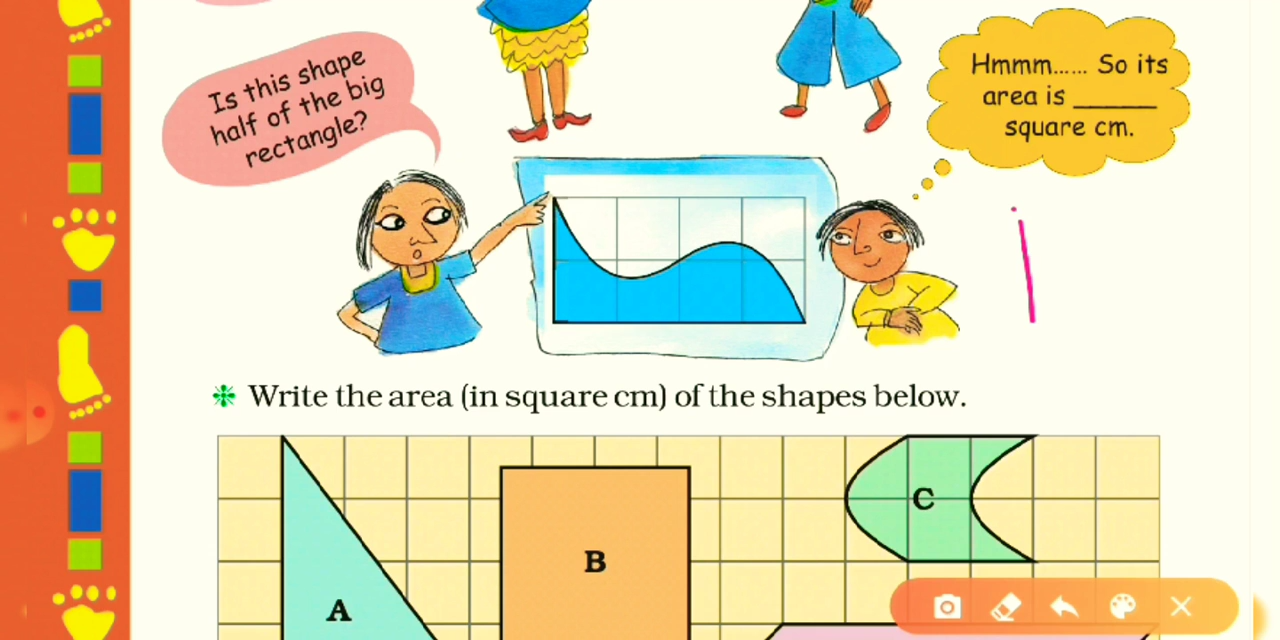 Is this shape
half of the big
rectangle?
Hmmm...... So its
area is ______
square cm.
Write the area (in square cm) of the shapes below.
A
B
C